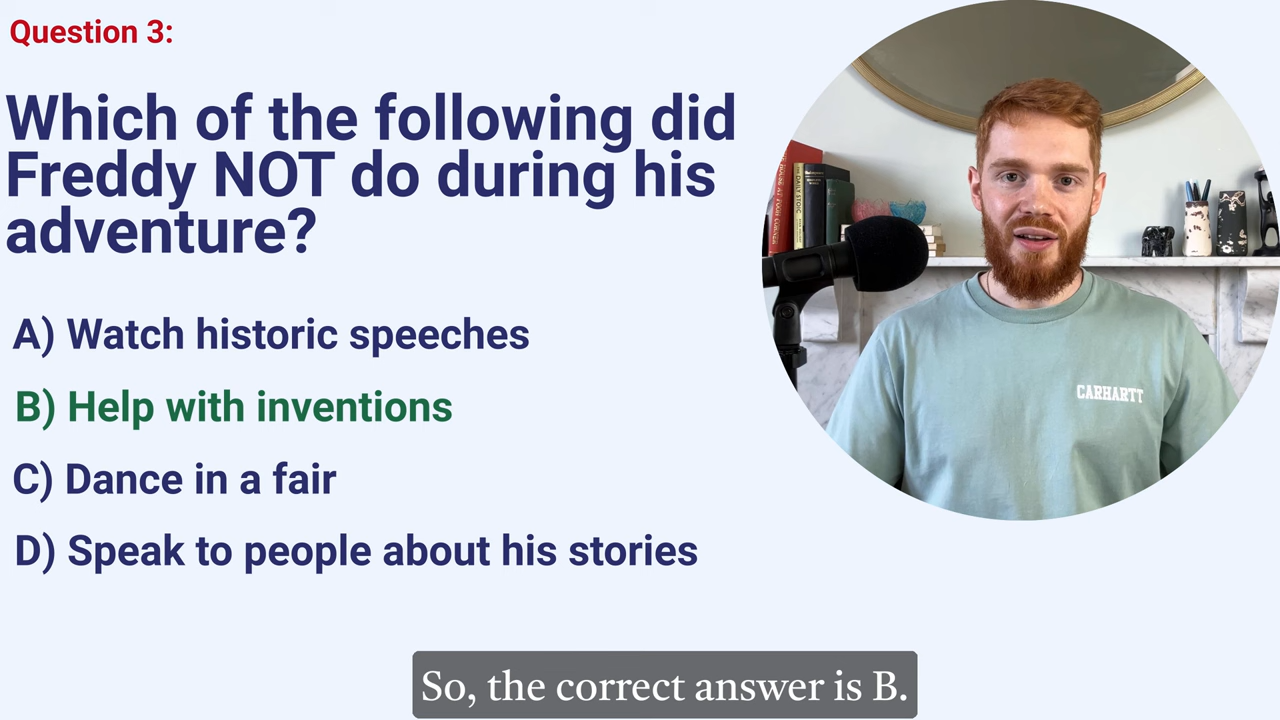 Question 3:
Which of the following did
Freddy NOT do during his
adventure?
A) Watch historic speeches
B) Help with inventions
C) Dance in a fair
D) Speak to people about his stories
CARHARTT
So, the correct answer is B.